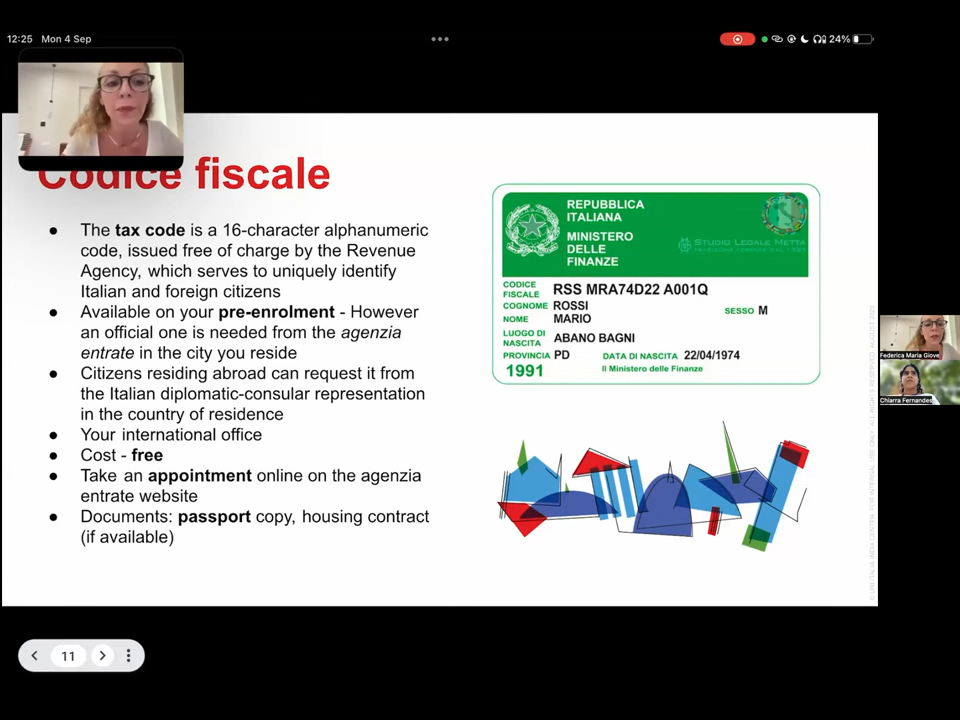 12:25 Mon 4 Sep
24%
Codice fiscale
● The tax code is a 16-character alphanumeric
code, issued free of charge by the Revenue
Agency, which serves to uniquely identify
Italian and foreign citizens
● Available on your pre-enrolment - However
an official one is needed from the agenzia
entrate in the city you reside
● Citizens residing abroad can request it from
the Italian diplomatic-consular representation
in the country of residence
● Your international office
● Cost - free
● Take an appointment online on the agenzia
entrate website
● Documents: passport copy, housing contract
(if available)
REPUBBLICA
ITALIANA
MINISTERO
DELLE
FINANZE
STUDIO LEGALE METTA
CODICE
FISCALE RSS MRA74D22 A001Q
COGNOME ROSSI
NOME MARIO
SESSO M
LUOGO DI
NASCITA ABANO BAGNI
PROVINCIA PD DATA DI NASCITA 22/04/1974
1991 Il Ministero delle Finanze
Federica Maria Giove
Chiarra Fernandes
11